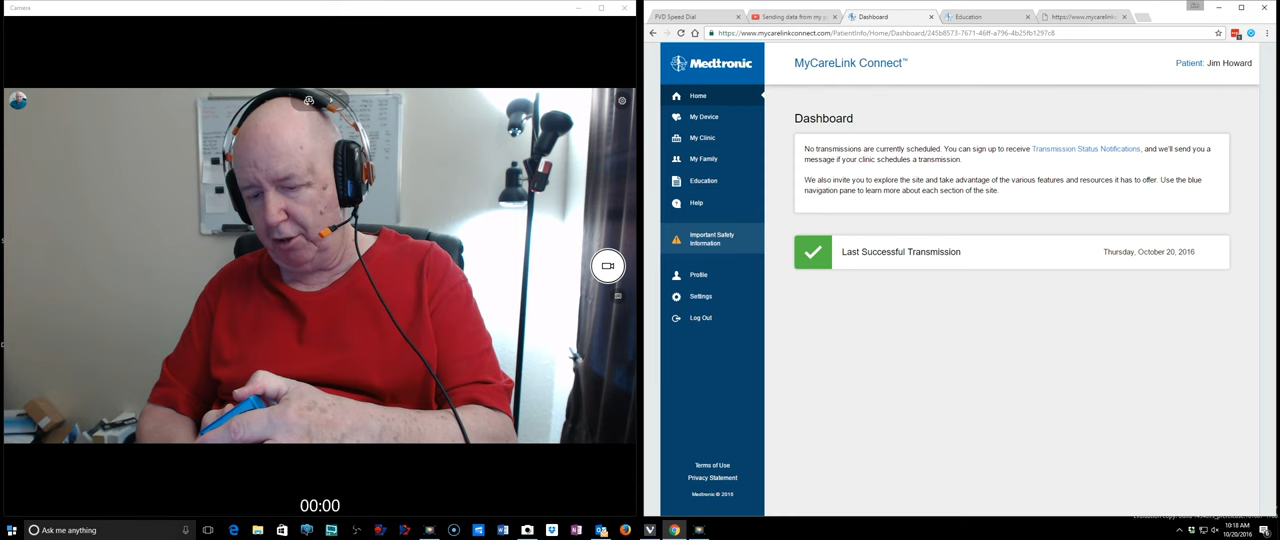 Camera
00:00
FVD Speed Dial
Sending data from my p
Dashboard
Education
https://www.mycarelink
https://www.mycarelinkconnect.com/PatientInfo/Home/Dashboard/245b8573-7671-46ff-a796-4b25fb1297c8
Medtronic
MyCareLink Connect™
Patient: Jim Howard
Home
My Device
My Clinic
My Family
Education
Help
Important Safety
Information
Profile
Settings
Log Out
Terms of Use
Privacy Statement
Medtronic © 2016
Dashboard
No transmissions are currently scheduled. You can sign up to receive Transmission Status Notifications, and we'll send you a
message if your clinic schedules a transmission.
We also invite you to explore the site and take advantage of the various features and resources it has to offer. Use the blue
navigation pane to learn more about each section of the site.
Last Successful Transmission
Thursday, October 20, 2016
Ask me anything
10:18 AM
10/20/2016